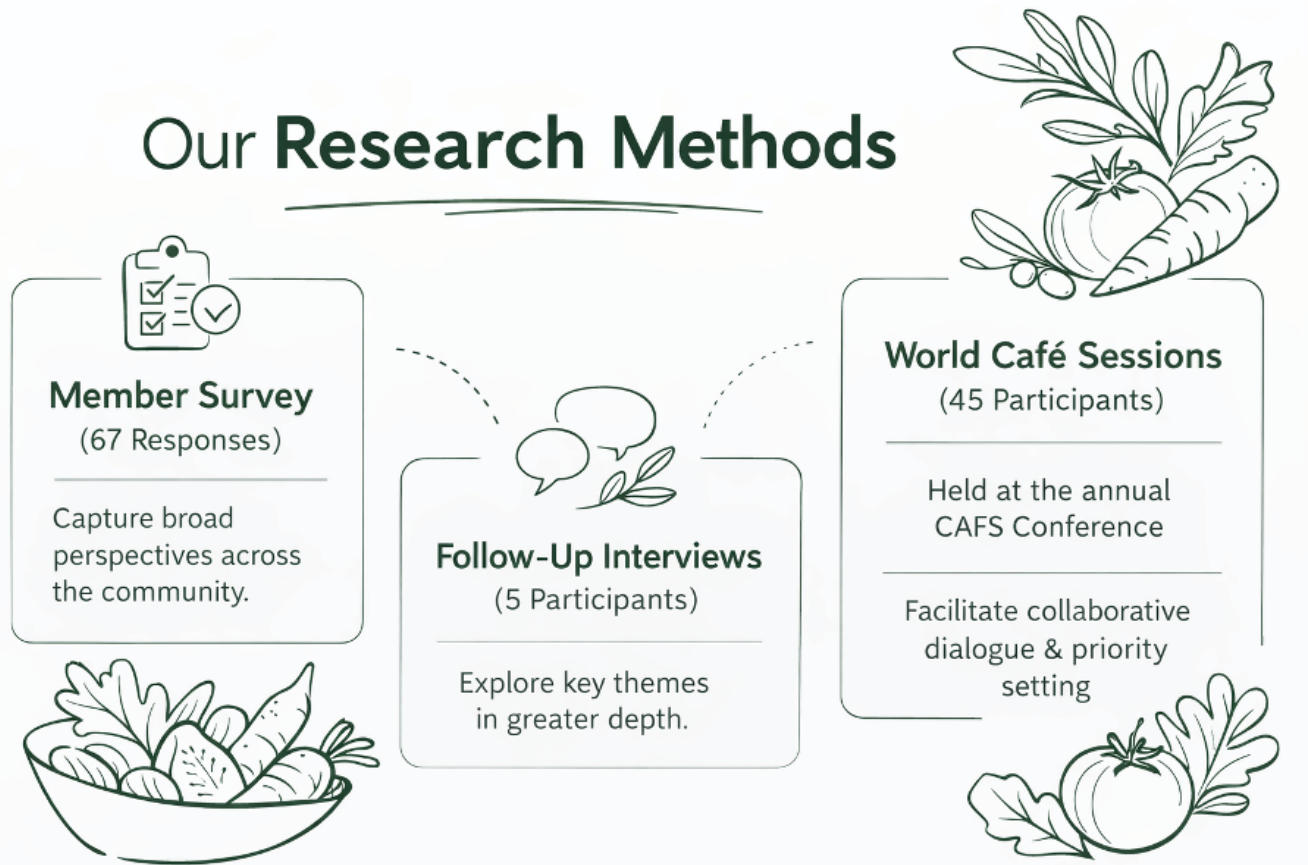 Our Research Methods
Member Survey
(67 Responses)
Capture broad
perspectives across
the community.
Follow-Up Interviews
(5 Participants)
Explore key themes
in greater depth.
World Café Sessions
(45 Participants)
Held at the annual
CAFS Conference
Facilitate collaborative
dialogue & priority
setting